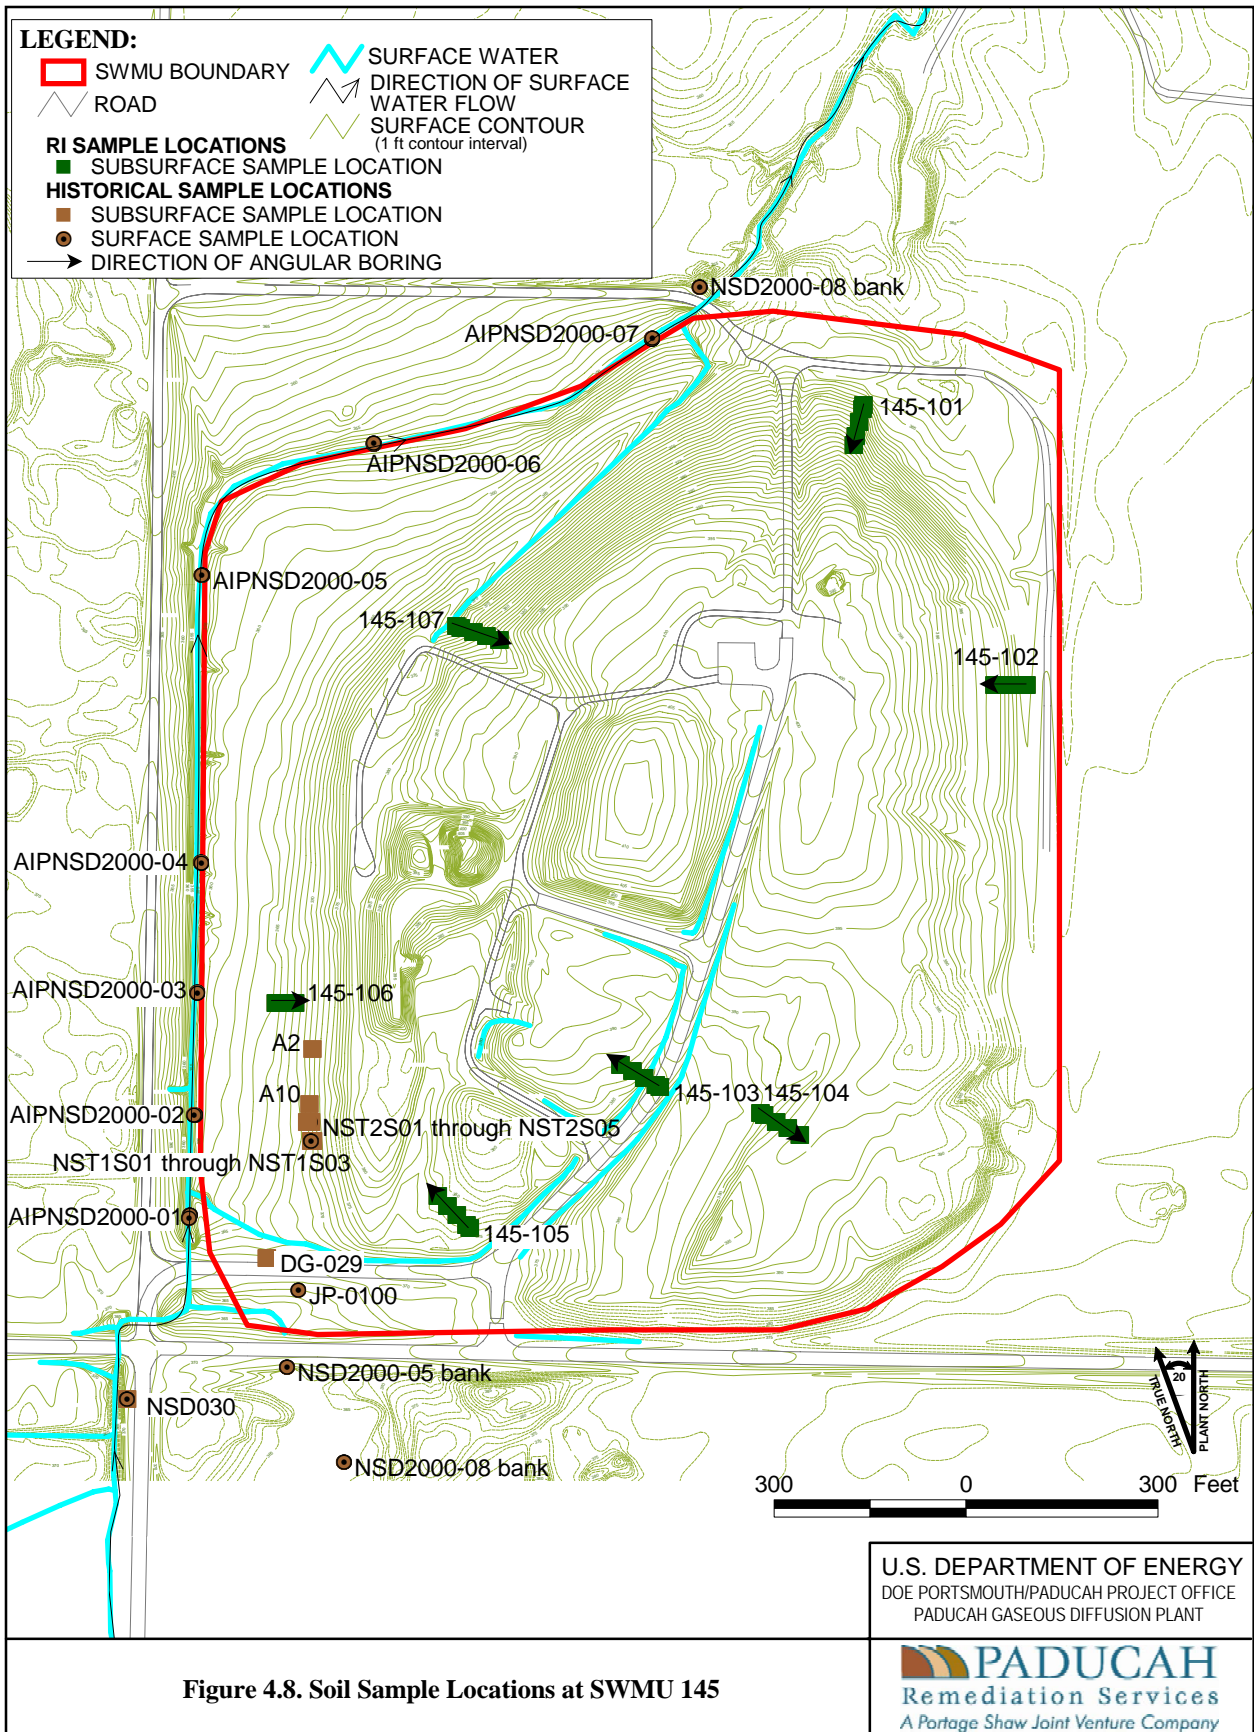 LEGEND:
SWMU BOUNDARY
ROAD
SURFACE WATER
DIRECTION OF SURFACE
WATER FLOW
SURFACE CONTOUR
(1 ft contour interval)
RI SAMPLE LOCATIONS
SUBSURFACE SAMPLE LOCATION
HISTORICAL SAMPLE LOCATIONS
SUBSURFACE SAMPLE LOCATION
SURFACE SAMPLE LOCATION
DIRECTION OF ANGULAR BORING
NSD2000-08 bank
AIPNSD2000-07
145-101
AIPNSD2000-06
AIPNSD2000-05
145-107
145-102
AIPNSD2000-04
AIPNSD2000-03
145-106
A2
A10
145-103
145-104
AIPNSD2000-02
NST2S01 through NST2S05
NST1S01 through NST1S03
AIPNSD2000-01
145-105
DG-029
JP-0100
NSD2000-05 bank
NSD030
NSD2000-08 bank
20
TRUE NORTH
PLANT NORTH
300 0 300 Feet
U.S. DEPARTMENT OF ENERGY
DOE PORTSMOUTH/PADUCAH PROJECT OFFICE
PADUCAH GASEOUS DIFFUSION PLANT
Figure 4.8. Soil Sample Locations at SWMU 145
PADUCAH
Remediation Services
A Portage Shaw Joint Venture Company